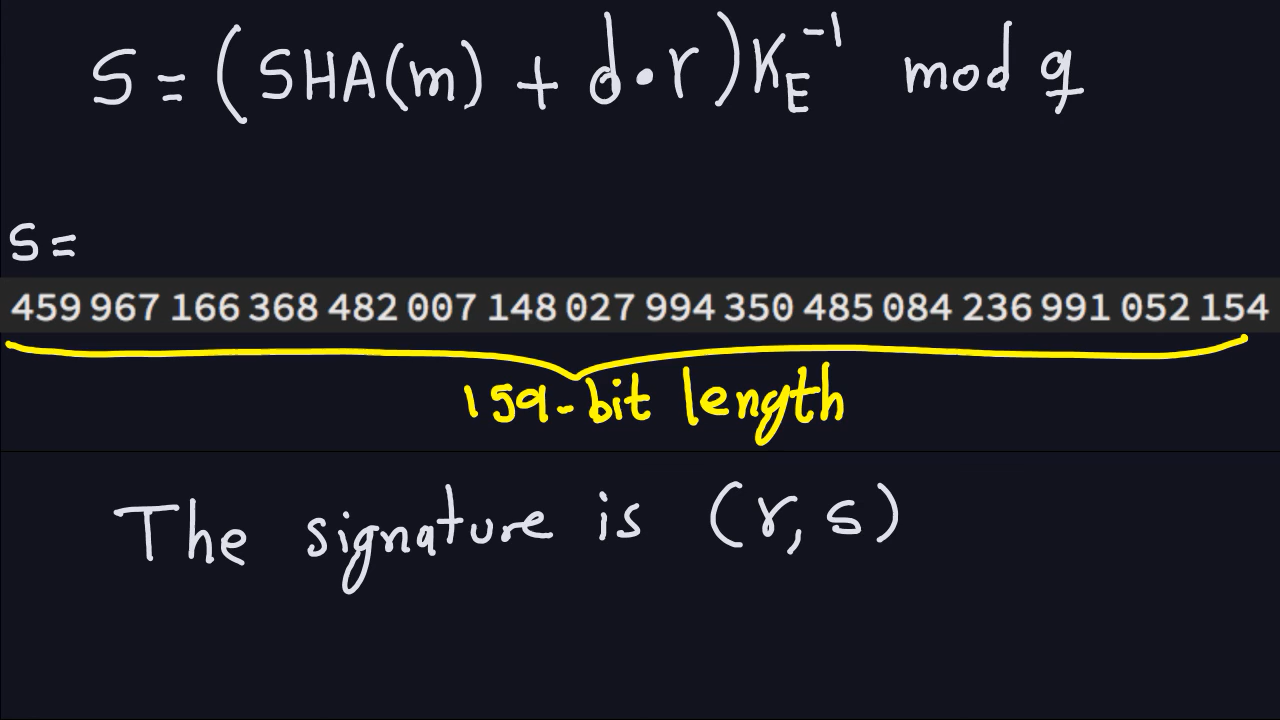 S = (SHA(m) + d•r)K_E^-1 mod q
S =
459 967 166 368 482 007 148 027 994 350 485 084 236 991 052 154
159-bit length
The signature is (r, s)